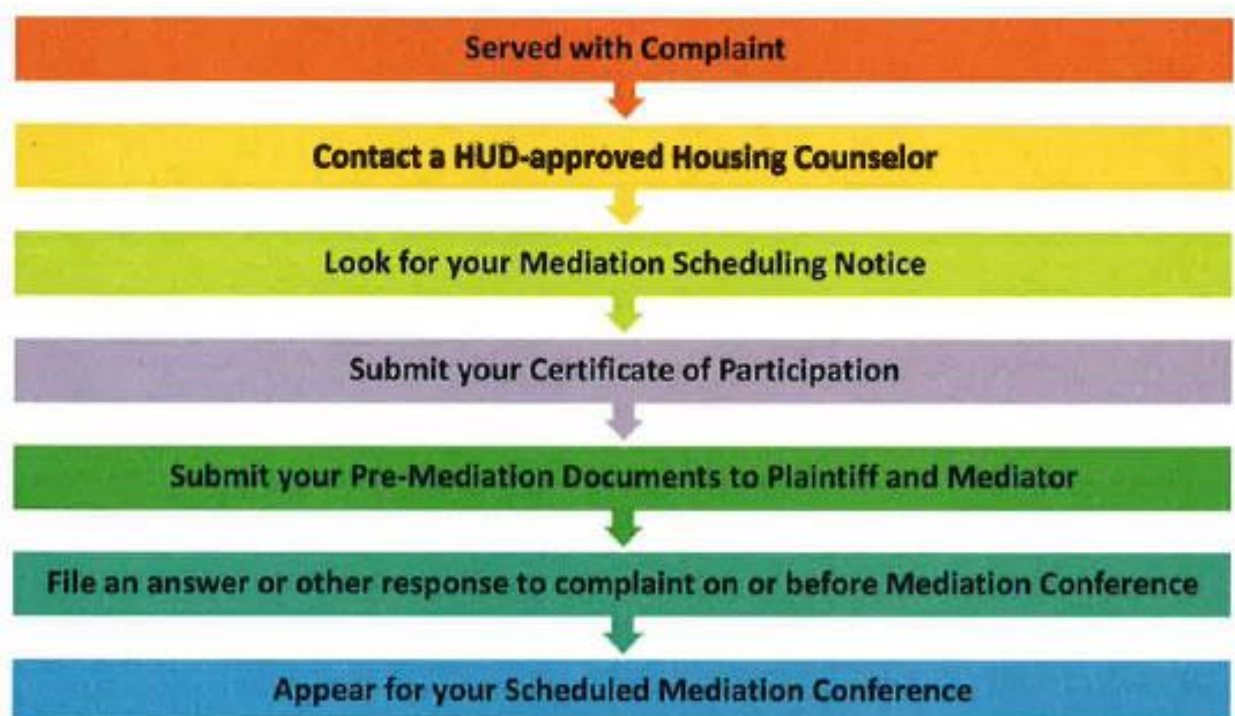 Served with Complaint
Contact a HUD-approved Housing Counselor
Look for your Mediation Scheduling Notice
Submit your Certificate of Participation
Submit your Pre-Mediation Documents to Plaintiff and Mediator
File an answer or other response to complaint on or before Mediation Conference
Appear for your Scheduled Mediation Conference